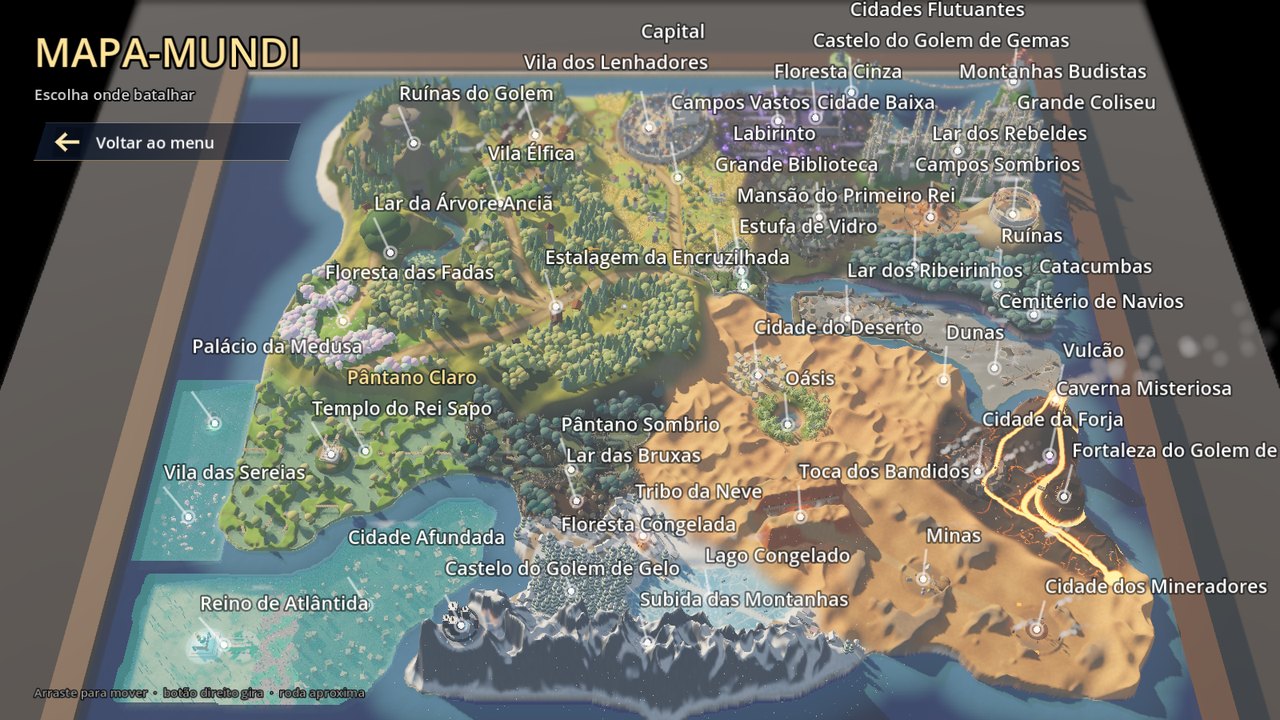 MAPA-MUNDI
Escolha onde batalhar
Voltar ao menu
Cidades Flutuantes
Capital
Castelo do Golem de Gemas
Vila dos Lenhadores
Floresta Cinza
Montanhas Budistas
Ruínas do Golem
Campos Vastos
Cidade Baixa
Grande Coliseu
Labirinto
Lar dos Rebeldes
Vila Élfica
Grande Biblioteca
Campos Sombrios
Lar da Árvore Anciã
Mansão do Primeiro Rei
Estufa de Vidro
Ruínas
Estalagem da Encruzilhada
Floresta das Fadas
Lar dos Ribeirinhos
Catacumbas
Cemitério de Navios
Cidade do Deserto
Dunas
Palácio da Medusa
Vulcão
Pântano Claro
Oásis
Caverna Misteriosa
Templo do Rei Sapo
Cidade da Forja
Pântano Sombrio
Fortaleza do Golem de
Lar das Bruxas
Vila das Sereias
Toca dos Bandidos
Tribo da Neve
Floresta Congelada
Cidade Afundada
Minas
Lago Congelado
Castelo do Golem de Gelo
Cidade dos Mineradores
Reino de Atlântida
Subida das Montanhas
Arraste para mover • botão direito gira • roda aproxima